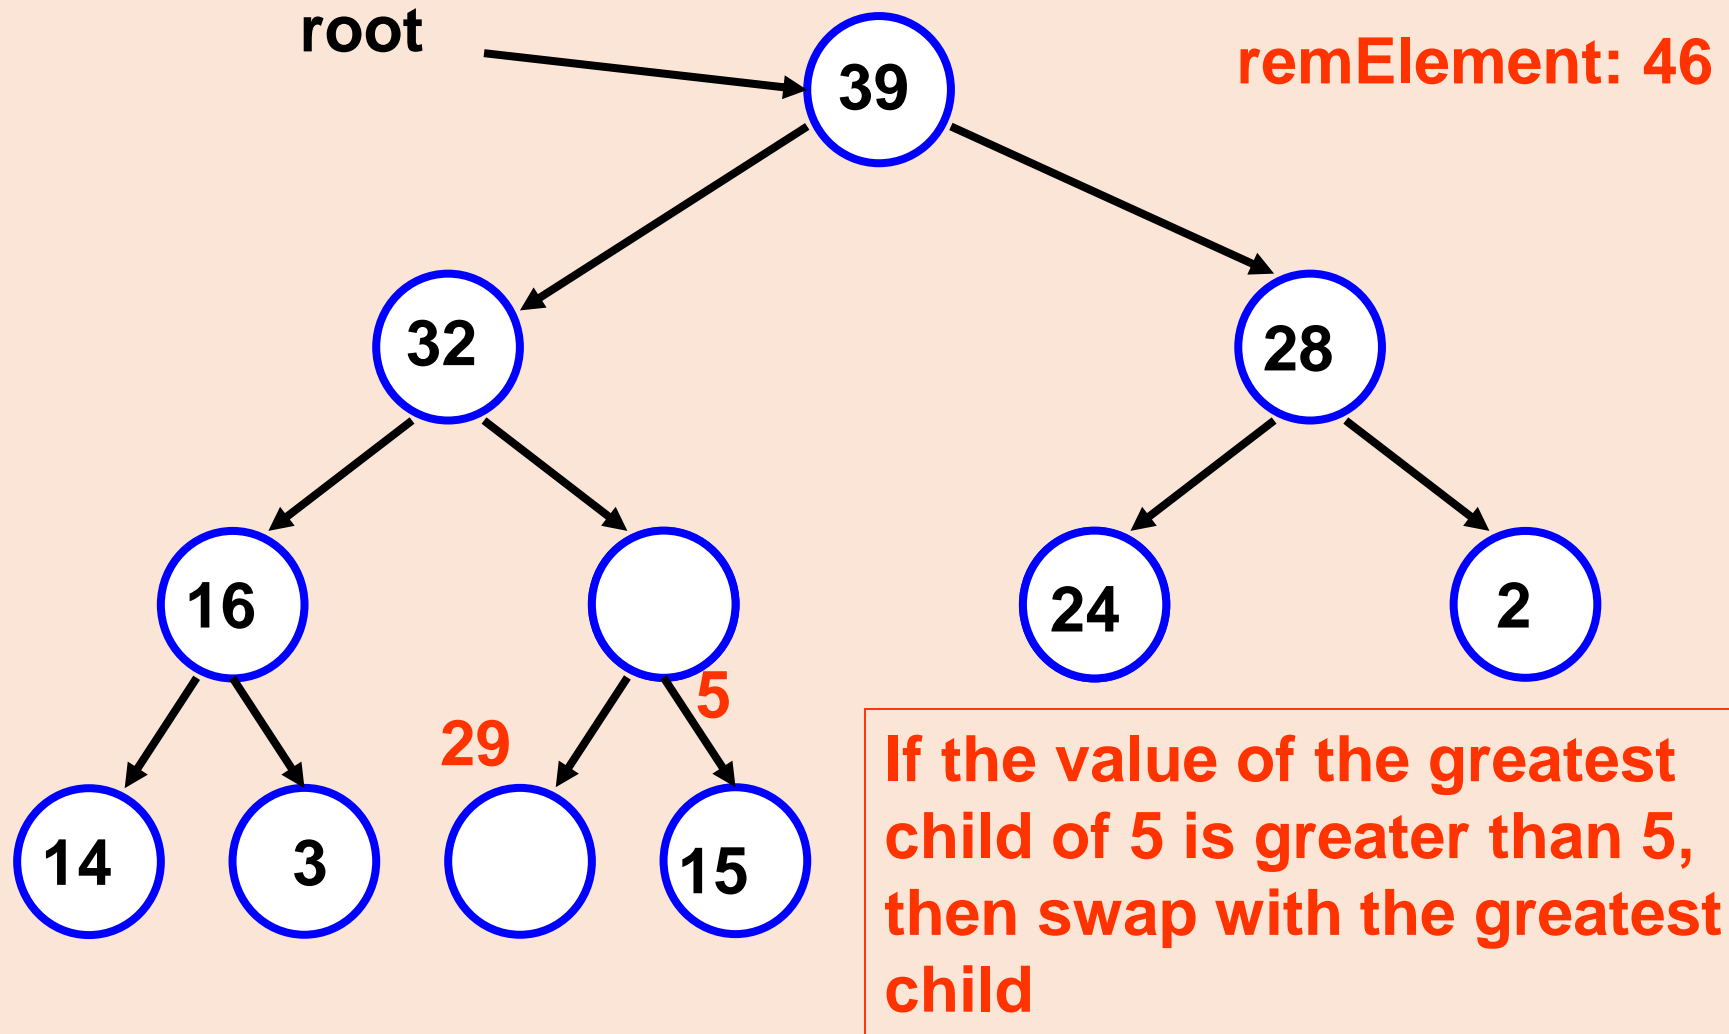 root
39
remElement: 46
32
28
16
24
2
5
29
14
3
15
If the value of the greatest
child of 5 is greater than 5,
then swap with the greatest
child